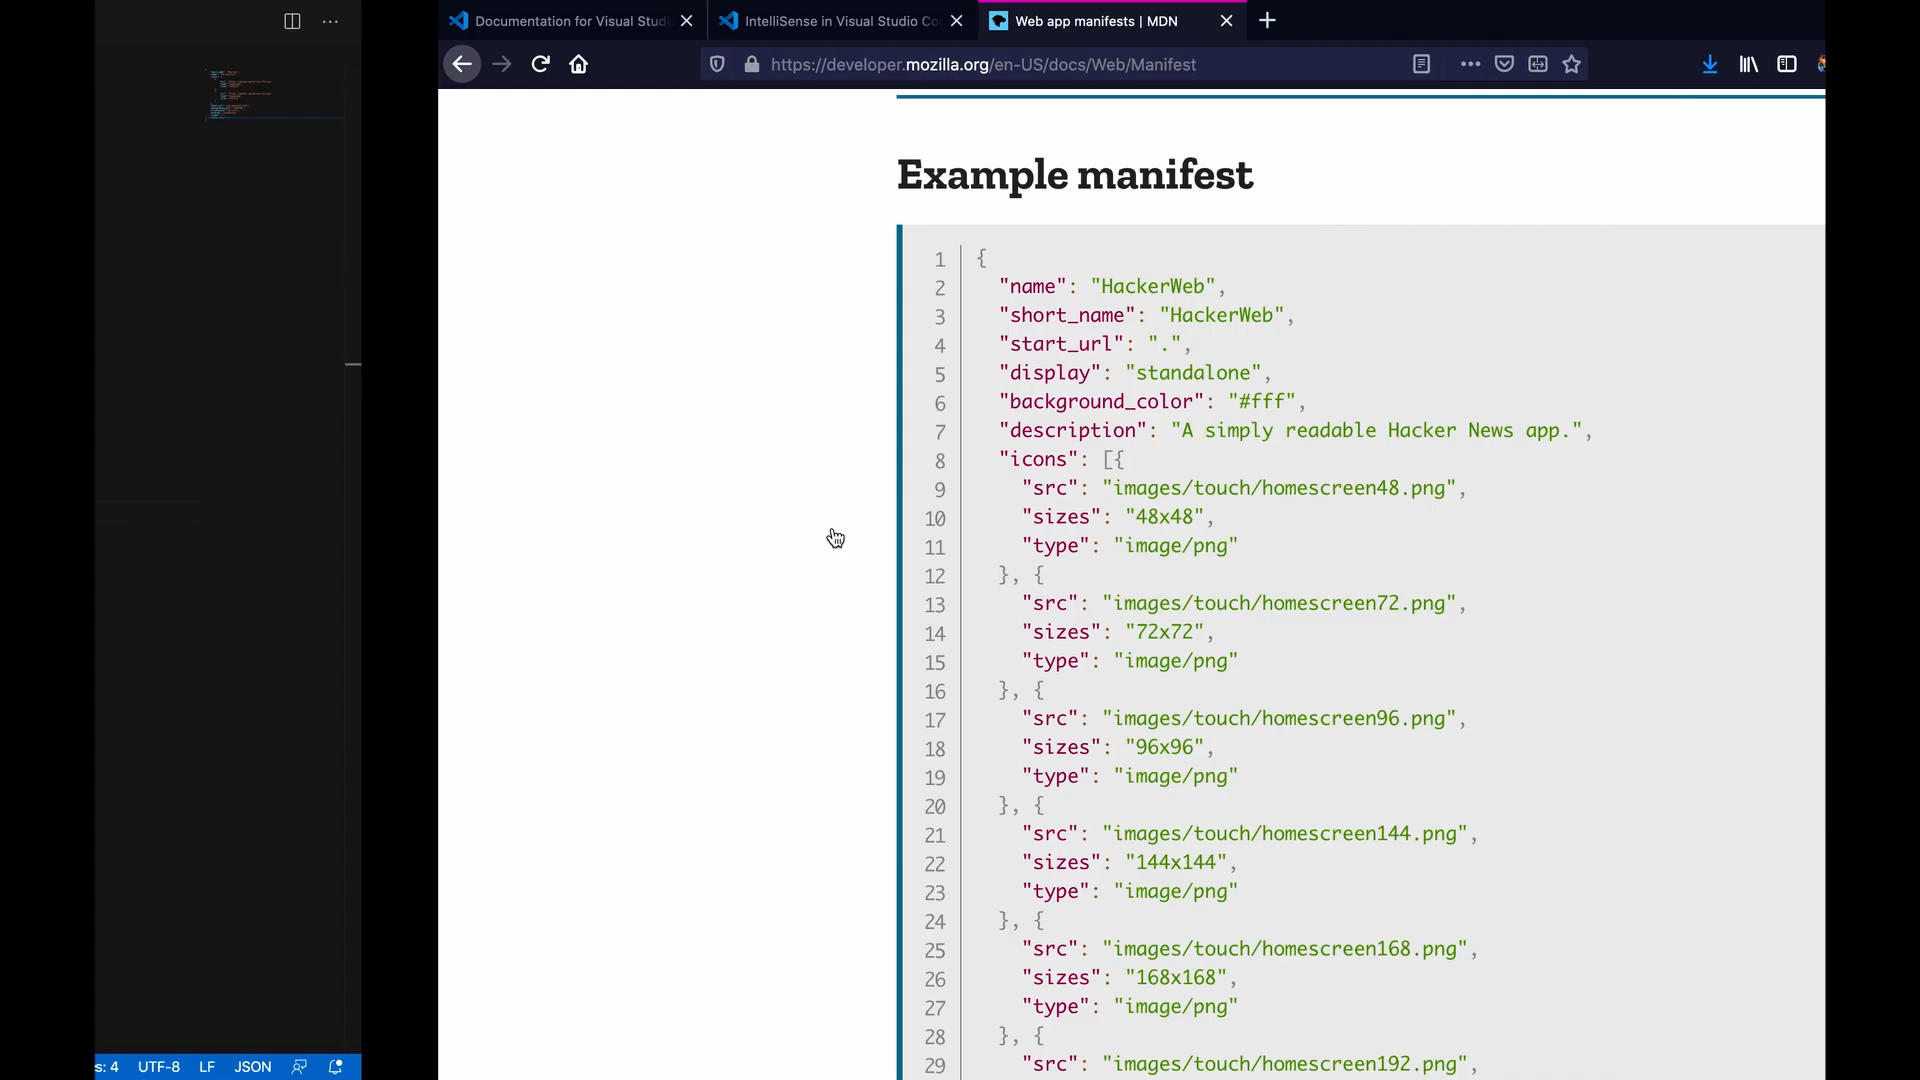 Documentation for Visual Stud
IntelliSense in Visual Studio Co
Web app manifests | MDN
https://developer.mozilla.org/en-US/docs/Web/Manifest
Example manifest
1 {
2 "name": "HackerWeb",
3 "short_name": "HackerWeb",
4 "start_url": ".",
5 "display": "standalone",
6 "background_color": "#fff",
7 "description": "A simply readable Hacker News app.",
8 "icons": [{
9 "src": "images/touch/homescreen48.png",
10 "sizes": "48x48",
11 "type": "image/png"
12 }, {
13 "src": "images/touch/homescreen72.png",
14 "sizes": "72x72",
15 "type": "image/png"
16 }, {
17 "src": "images/touch/homescreen96.png",
18 "sizes": "96x96",
19 "type": "image/png"
20 }, {
21 "src": "images/touch/homescreen144.png",
22 "sizes": "144x144",
23 "type": "image/png"
24 }, {
25 "src": "images/touch/homescreen168.png",
26 "sizes": "168x168",
27 "type": "image/png"
28 }, {
29 "src": "images/touch/homescreen192.png",
s: 4 UTF-8 LF JSON